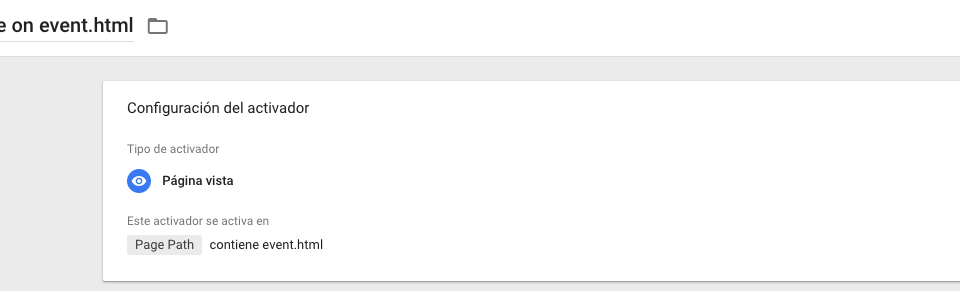 e on event.html
Configuración del activador
Tipo de activador
Página vista
Este activador se activa en
Page Path contiene event.html